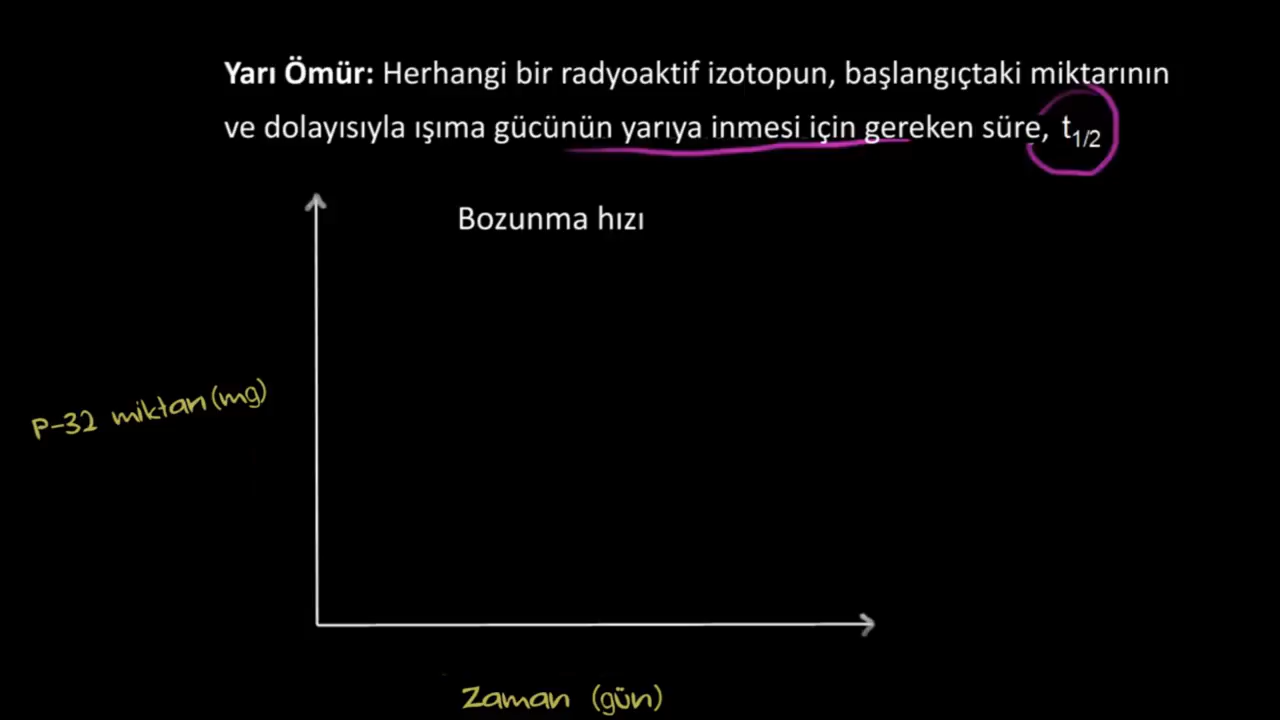 Yarı Ömür: Herhangi bir radyoaktif izotopun, başlangıçtaki miktarının
ve dolayısıyla ışıma gücünün yarıya inmesi için gereken süre, t1/2
Bozunma hızı
P-32 miktarı (mg)
Zaman (gün)